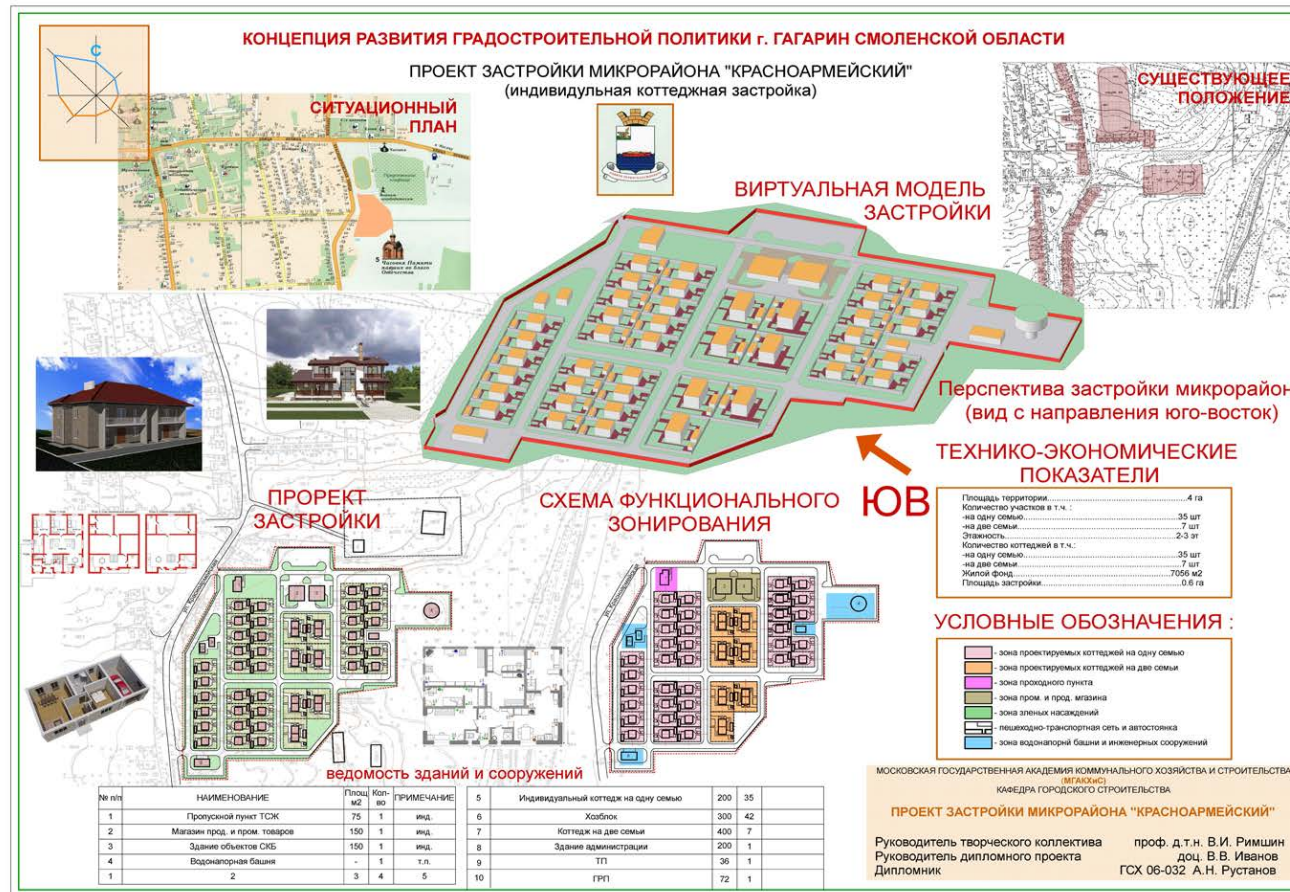 КОНЦЕПЦИЯ РАЗВИТИЯ ГРАДОСТРОИТЕЛЬНОЙ ПОЛИТИКИ г. ГАГАРИН СМОЛЕНСКОЙ ОБЛАСТИ
ПРОЕКТ ЗАСТРОЙКИ МИКРОРАЙОНА "КРАСНОАРМЕЙСКИЙ"
(индивидульная коттеджная застройка)
С
СИТУАЦИОННЫЙ
ПЛАН
СУЩЕСТВУЮЩЕЕ
ПОЛОЖЕНИЕ
ВИРТУАЛЬНАЯ МОДЕЛЬ
ЗАСТРОЙКИ
Часовня Памяти
Отечества
Перспектива застройки микрорайон
(вид с направления юго-восток)
ЮВ
ТЕХНИКО-ЭКОНОМИЧЕСКИЕ
ПОКАЗАТЕЛИ
Площадь территории 4 га
Количество участков в т.ч. :
-на одну семью 35 шт
-на две семьи 7 шт
Этажность 2-3 эт
Количество коттеджей в т.ч.:
-на одну семью 35 шт
-на две семьи 7 шт
Жилой фонд 7056 м2
Площадь застройки 0.6 га
ПРОРЕКТ
ЗАСТРОЙКИ
СХЕМА ФУНКЦИОНАЛЬНОГО
ЗОНИРОВАНИЯ
УСЛОВНЫЕ ОБОЗНАЧЕНИЯ :
- зона проектируемых коттеджей на одну семью
- зона проектируемых коттеджей на две семьи
- зона проходного пункта
- зона пром. и прод. мгазина
- зона зленых насаждений
- пешеходно-транспортная сеть и автостоянка
- зона водонапорни башни и инженерных сооружений
ведомость зданий и сооружений
№ п/п НАИМЕНОВАНИЕ Площ м2 Кол-во ПРИМЕЧАНИЕ
1 Пропускной пункт ТСЖ 75 1 инд.
2 Магазин прод. и пром. товаров 150 1 инд.
3 Здание объектов СКБ 150 1 инд.
4 Водонапорная башня - 1 т.п.
1 2 3 4 5
5 Индивидуальный коттедж на одну семью 200 35
6 Хозблок 300 42
7 Коттедж на две семьи 400 7
8 Здание администрации 200 1
9 ТП 36 1
10 ГРП 72 1
МОСКОВСКАЯ ГОСУДАРСТВЕННАЯ АКАДЕМИЯ КОММУНАЛЬНОГО ХОЗЯЙСТВА И СТРОИТЕЛЬСТВА
(МГАКХиС)
КАФЕДРА ГОРОДСКОГО СТРОИТЕЛЬСТВА
ПРОЕКТ ЗАСТРОЙКИ МИКРОРАЙОНА "КРАСНОАРМЕЙСКИЙ"
Руководитель творческого коллектива проф. д.т.н. В.И. Римшин
Руководитель дипломного проекта доц. В.В. Иванов
Дипломник ГСХ 06-032 А.Н. Рустанов